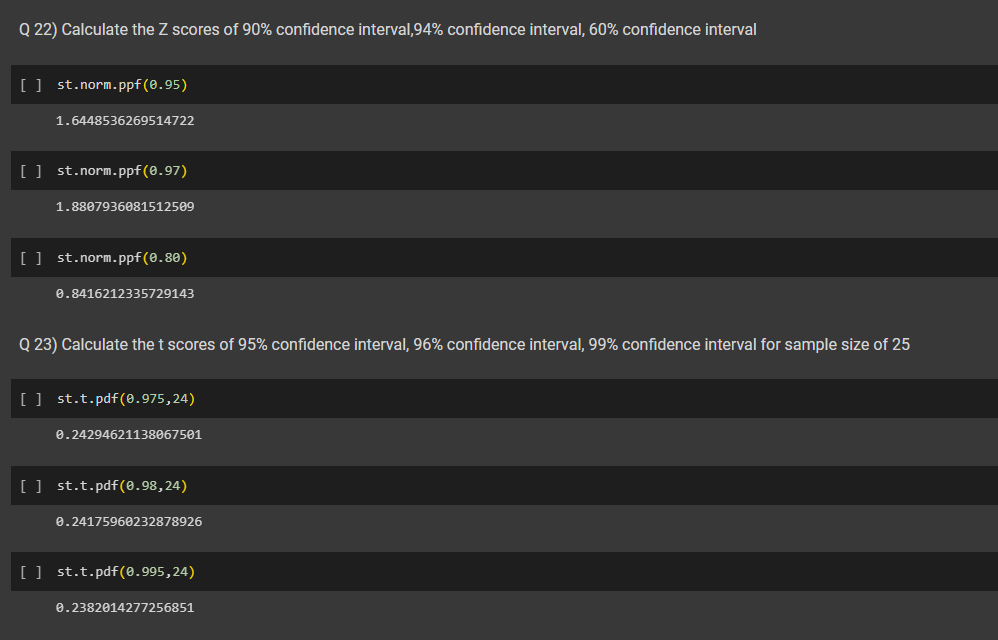 Q 22) Calculate the Z scores of 90% confidence interval,94% confidence interval, 60% confidence interval
[ ] st.norm.ppf(0.95)
1.6448536269514722
[ ] st.norm.ppf(0.97)
1.8807936081512509
[ ] st.norm.ppf(0.80)
0.8416212335729143
Q 23) Calculate the t scores of 95% confidence interval, 96% confidence interval, 99% confidence interval for sample size of 25
[ ] st.t.pdf(0.975,24)
0.24294621138067501
[ ] st.t.pdf(0.98,24)
0.24175960232878926
[ ] st.t.pdf(0.995,24)
0.2382014277256851